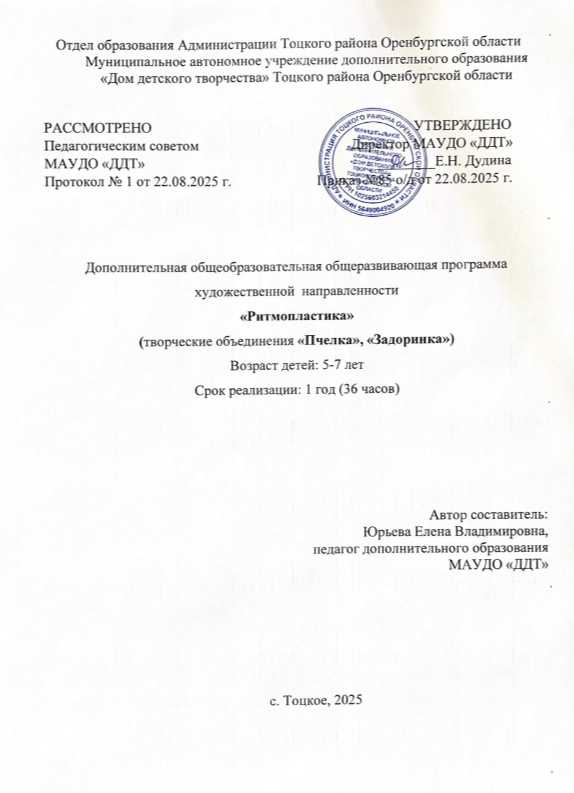 Отдел образования Администрации Тоцкого района Оренбургской области
Муниципальное автономное учреждение дополнительного образования
«Дом детского творчества» Тоцкого района Оренбургской области
РАССМОТРЕНО
Педагогическим советом
МАУДО «ДДТ»
Протокол № 1 от 22.08.2025 г.
УТВЕРЖДЕНО
Директор МАУДО «ДДТ»
Е.Н. Дулина
Приказ №85-о/д от 22.08.2025 г.
Дополнительная общеобразовательная общеразвивающая программа
художественной направленности
«Ритмопластика»
(творческие объединения «Пчелка», «Задоринка»)
Возраст детей: 5-7 лет
Срок реализации: 1 год (36 часов)
Автор составитель:
Юрьева Елена Владимировна,
педагог дополнительного образования
МАУДО «ДДТ»
с. Тоцкое, 2025